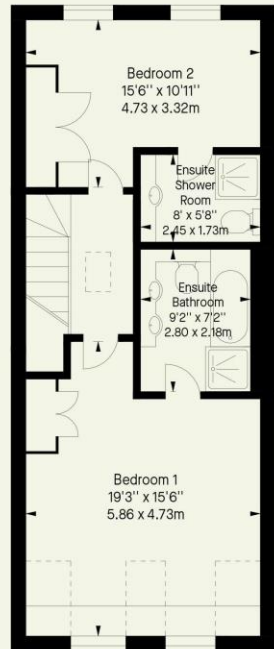 Bedroom 2
15'6'' x 10'11''
4.73 x 3.32m
Ensuite
Shower
Room
8' x 5'8''
2.45 x 1.73m
Ensuite
Bathroom
9'2'' x 7'2''
2.80 x 2.18m
Bedroom 1
19'3'' x 15'6''
5.86 x 4.73m